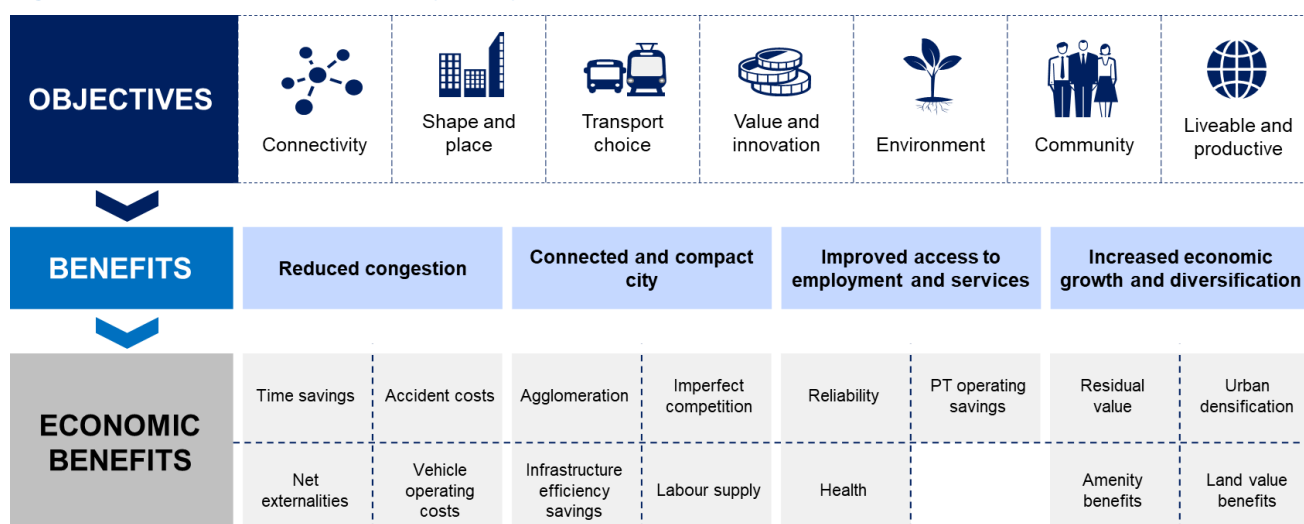 OBJECTIVES
Connectivity
Shape and
place
Transport
choice
Value and
innovation
Environment
Community
Liveable and
productive
BENEFITS
Reduced congestion
Connected and compact
city
Improved access to
employment and services
Increased economic
growth and diversification
ECONOMIC
BENEFITS
Time savings
Accident costs
Agglomeration
Imperfect
competition
Reliability
PT operating
savings
Residual
value
Urban
densification
Net
externalities
Vehicle
operating
costs
Infrastructure
efficiency
savings
Labour supply
Health
Amenity
benefits
Land value
benefits